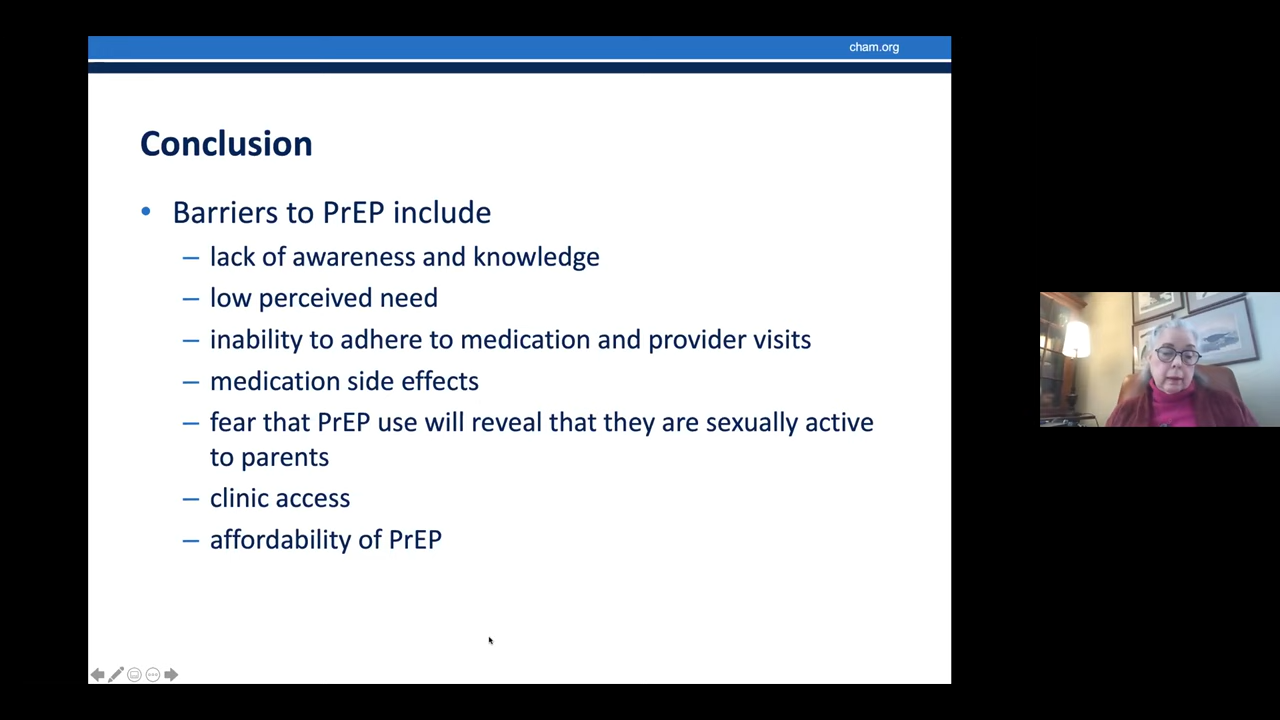 cham.org
Conclusion
• Barriers to PrEP include
– lack of awareness and knowledge
– low perceived need
– inability to adhere to medication and provider visits
– medication side effects
– fear that PrEP use will reveal that they are sexually active
to parents
– clinic access
– affordability of PrEP